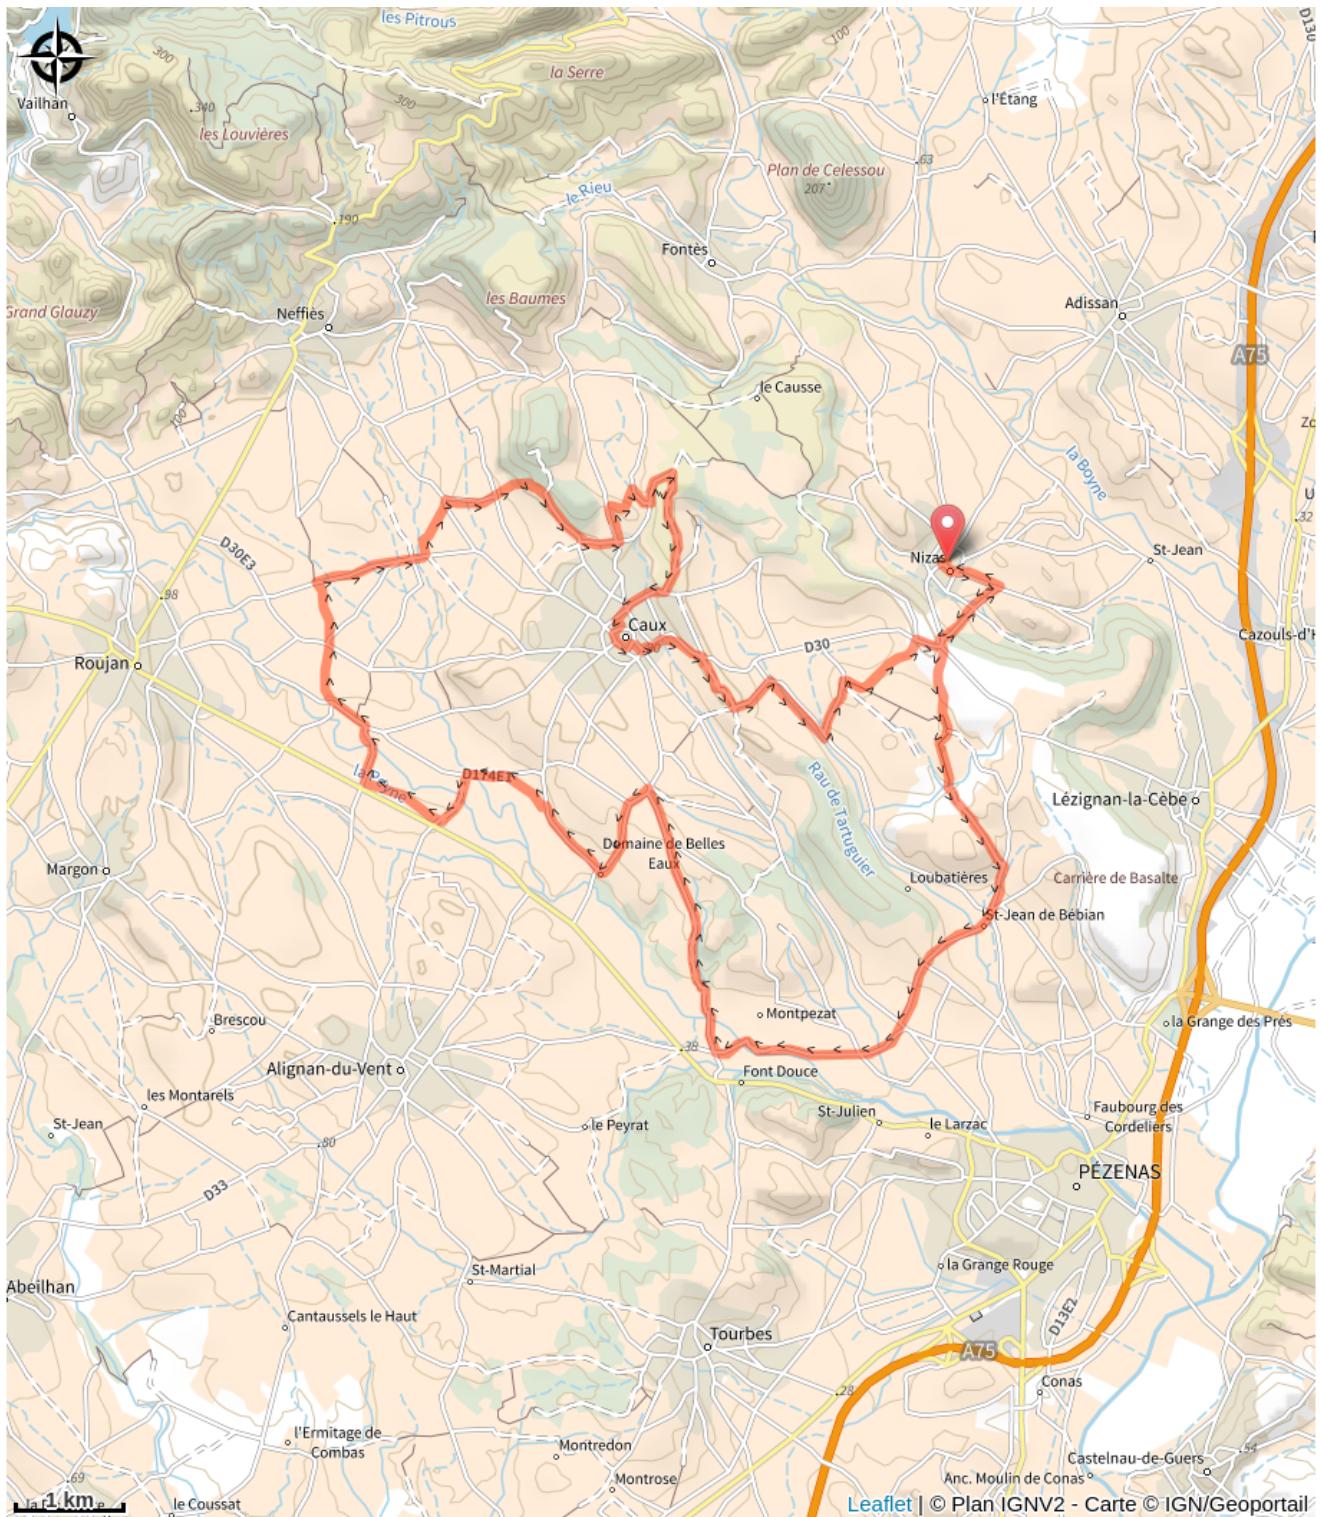 les Pitrous
D130
300
la Serre
100
Vailhan
300
340
l'Étang
les Louvières
63
Plan de Celessou
207
le Rieu
190
Fontès
les Baumes
Adissan
Grand Glauzy
Neffiès
A75
le Causse
100
la Boyne
32
D30E3
Nizas
St-Jean
98
Caux
Cazouls-d'H
Roujan
D30
D174E1
Lézignan-la-Cèbe
Rau de Tartuguier
Domaine de Belles
Eaux
Margon
Loubatières
Carrière de Basalte
St-Jean de Bébian
Montpezat
Brescou
la Grange des Prés
38
Alignan-du-Vent
Font Douce
les Montarels
St-Julien
Faubourg des
Cordeliers
St-Jean
le Peyrat
le Larzac
80
PÉZENAS
D33
St-Martial
la Grange Rouge
Abeilhan
Cantaussels le Haut
D13E2
Tourbes
A75
Conas
28
l'Ermitage de
Combas
Montredon
54
Castelnau-de-Guers
69
Montrose
Anc. Moulin de Conas
1 km
le Coussat
Leaflet | © Plan IGNV2 - Carte © IGN/Geoportail